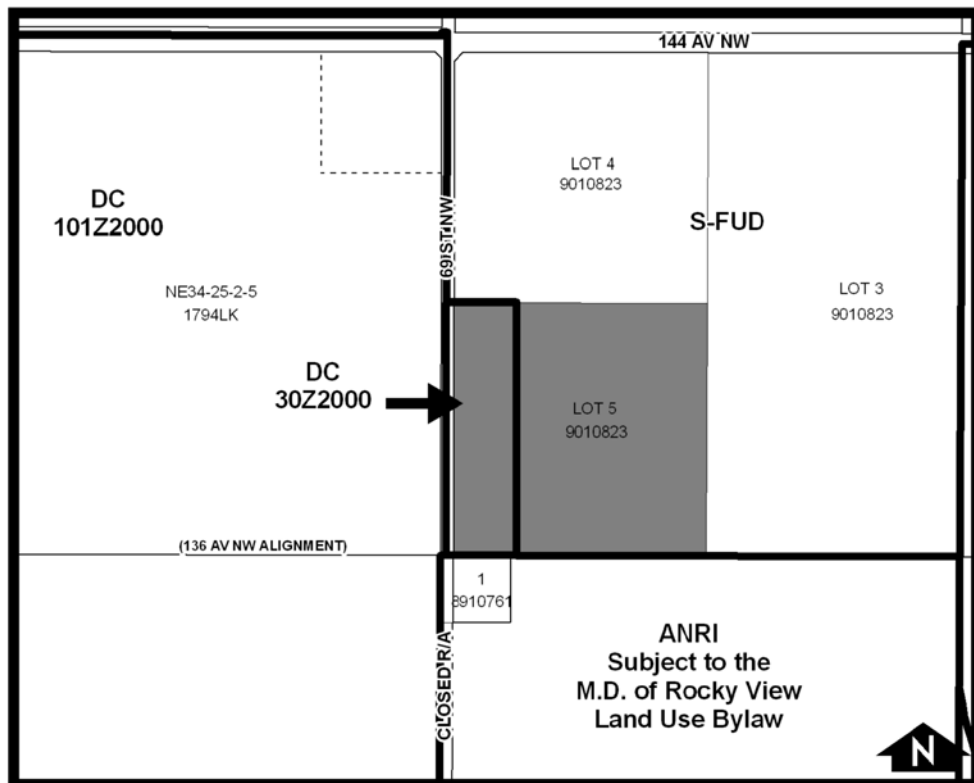 144 AV NW
LOT 4
9010823
DC
101Z2000
69 ST NW
S-FUD
NE34-25-2-5
1794LK
LOT 3
9010823
DC
30Z2000
LOT 5
9010823
(136 AV NW ALIGNMENT)
1
8910761
CLOSED R/A
ANRI
Subject to the
M.D. of Rocky View
Land Use Bylaw
N